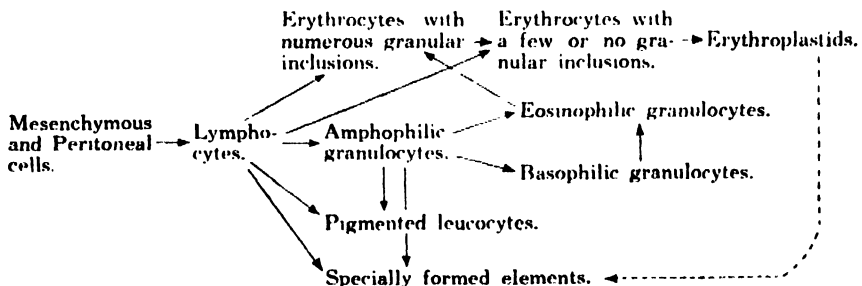 Erythrocytes with
numerous granular
inclusions.
Erythrocytes with
a few or no gra-
nular inclusions.
Erythroplastids.
Mesenchymous
and Peritoneal
cells.
Lympho-
cytes.
Amphophilic
granulocytes.
Eosinophilic granulocytes.
Basophilic granulocytes.
Pigmented leucocytes.
Specially formed elements.